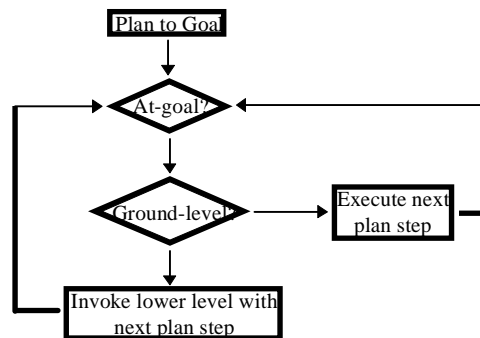 Plan to Goal
At-goal?
Ground-level?
Execute next
plan step
Invoke lower level with
next plan step